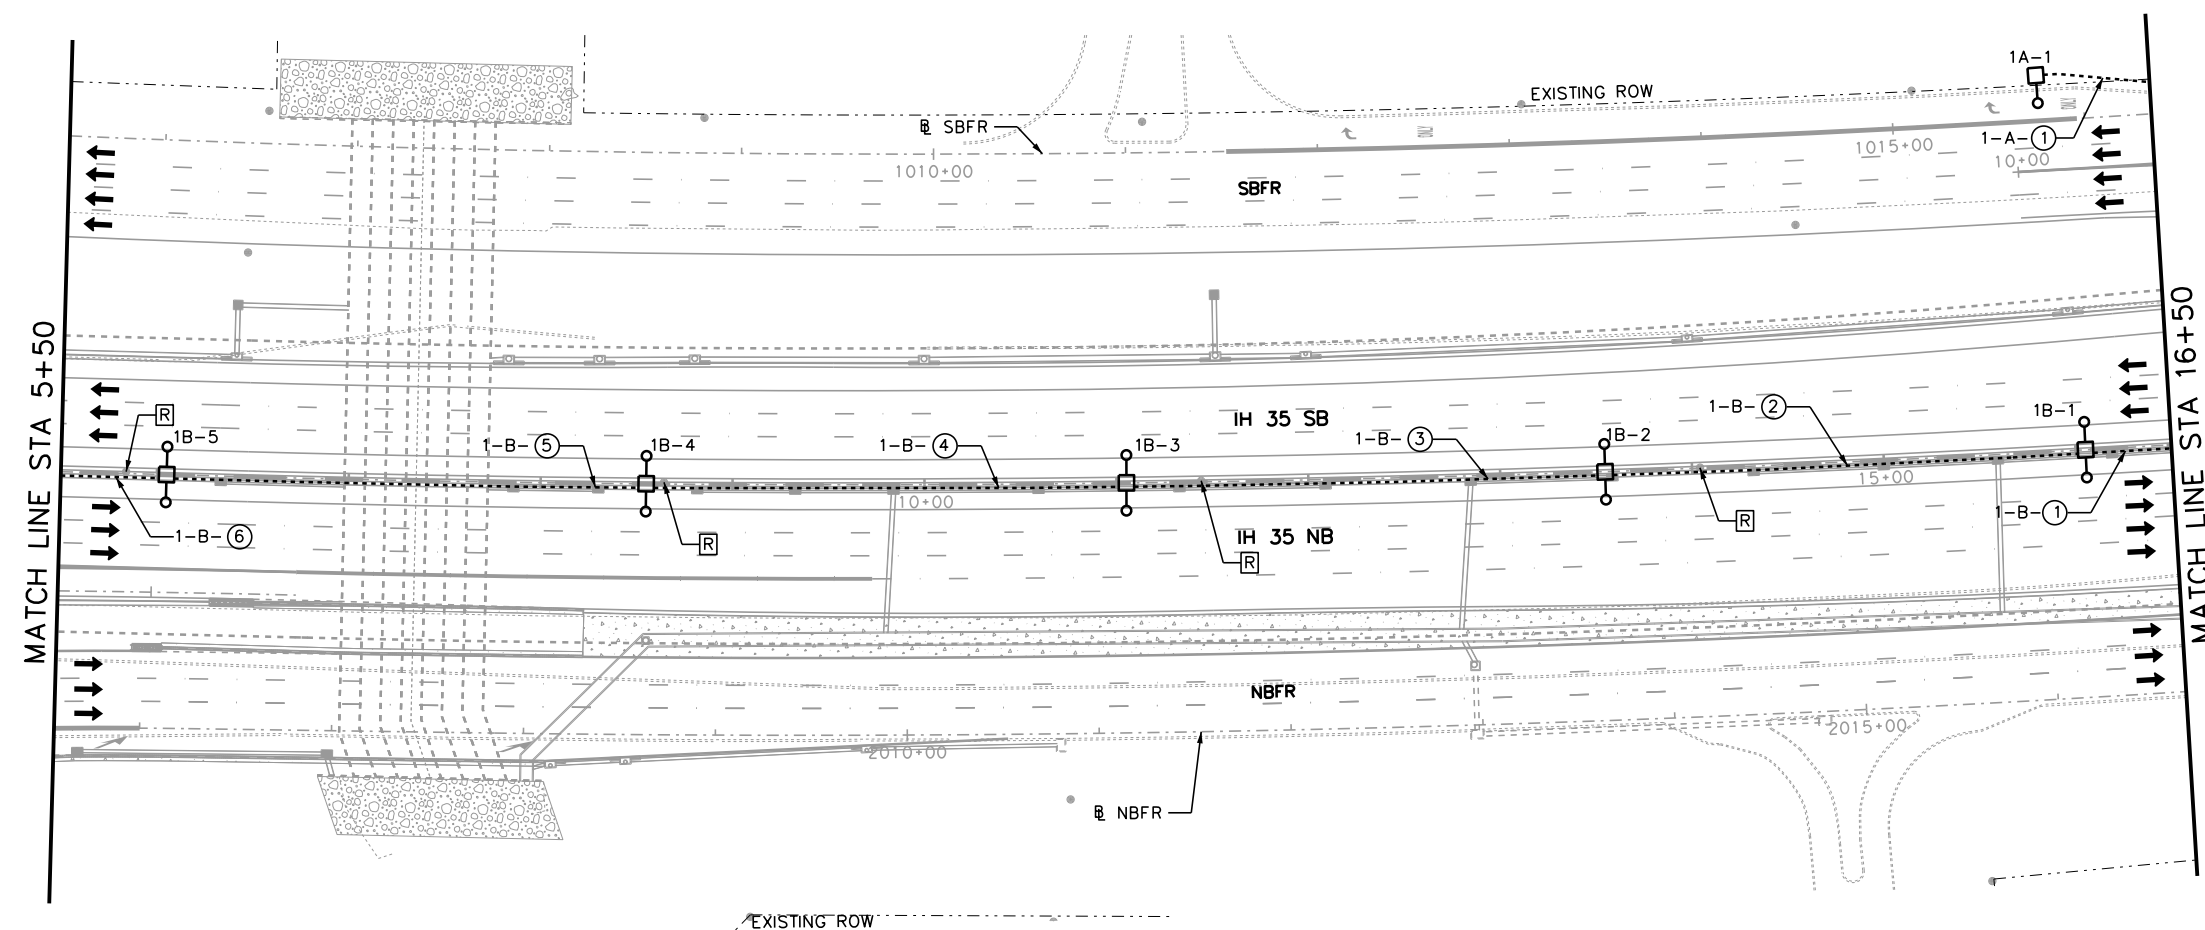 1A-1
EXISTING ROW
℄ SBFR
1-A-1
1015+00
10+00
1010+00
SBFR
MATCH LINE STA 5+50
MATCH LINE STA 16+50
R
1B-5
1-B-5
1B-4
1-B-4
1B-3
IH 35 SB
1-B-3
1B-2
1-B-2
1B-1
10+00
15+00
1-B-1
1-B-6
R
IH 35 NB
R
R
NBFR
2010+00
2015+00
℄ NBFR
EXISTING ROW